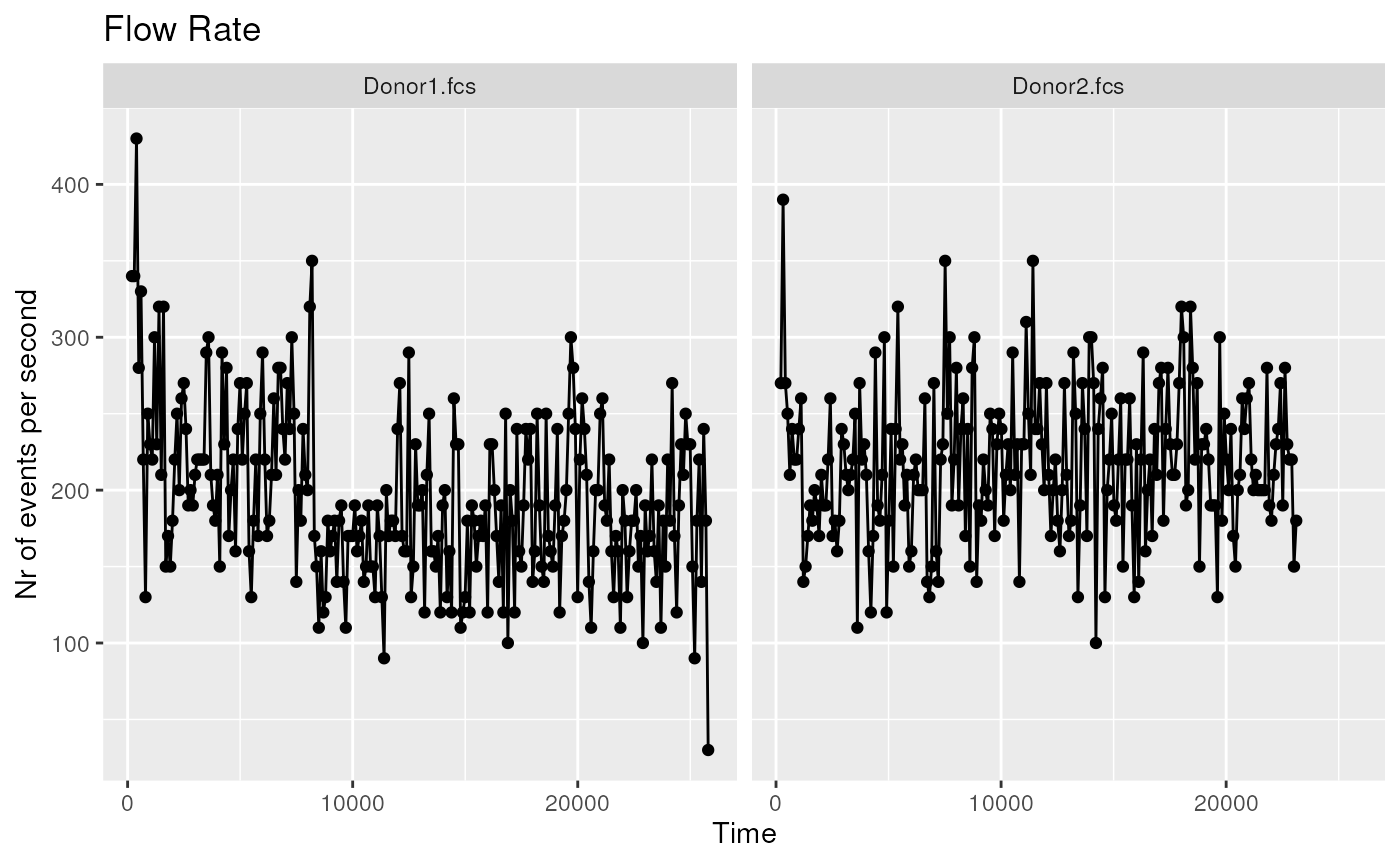 Flow Rate
Donor1.fcs Donor2.fcs
Nr of events per second
400
300
200
100
0 10000 20000 0 10000 20000
Time